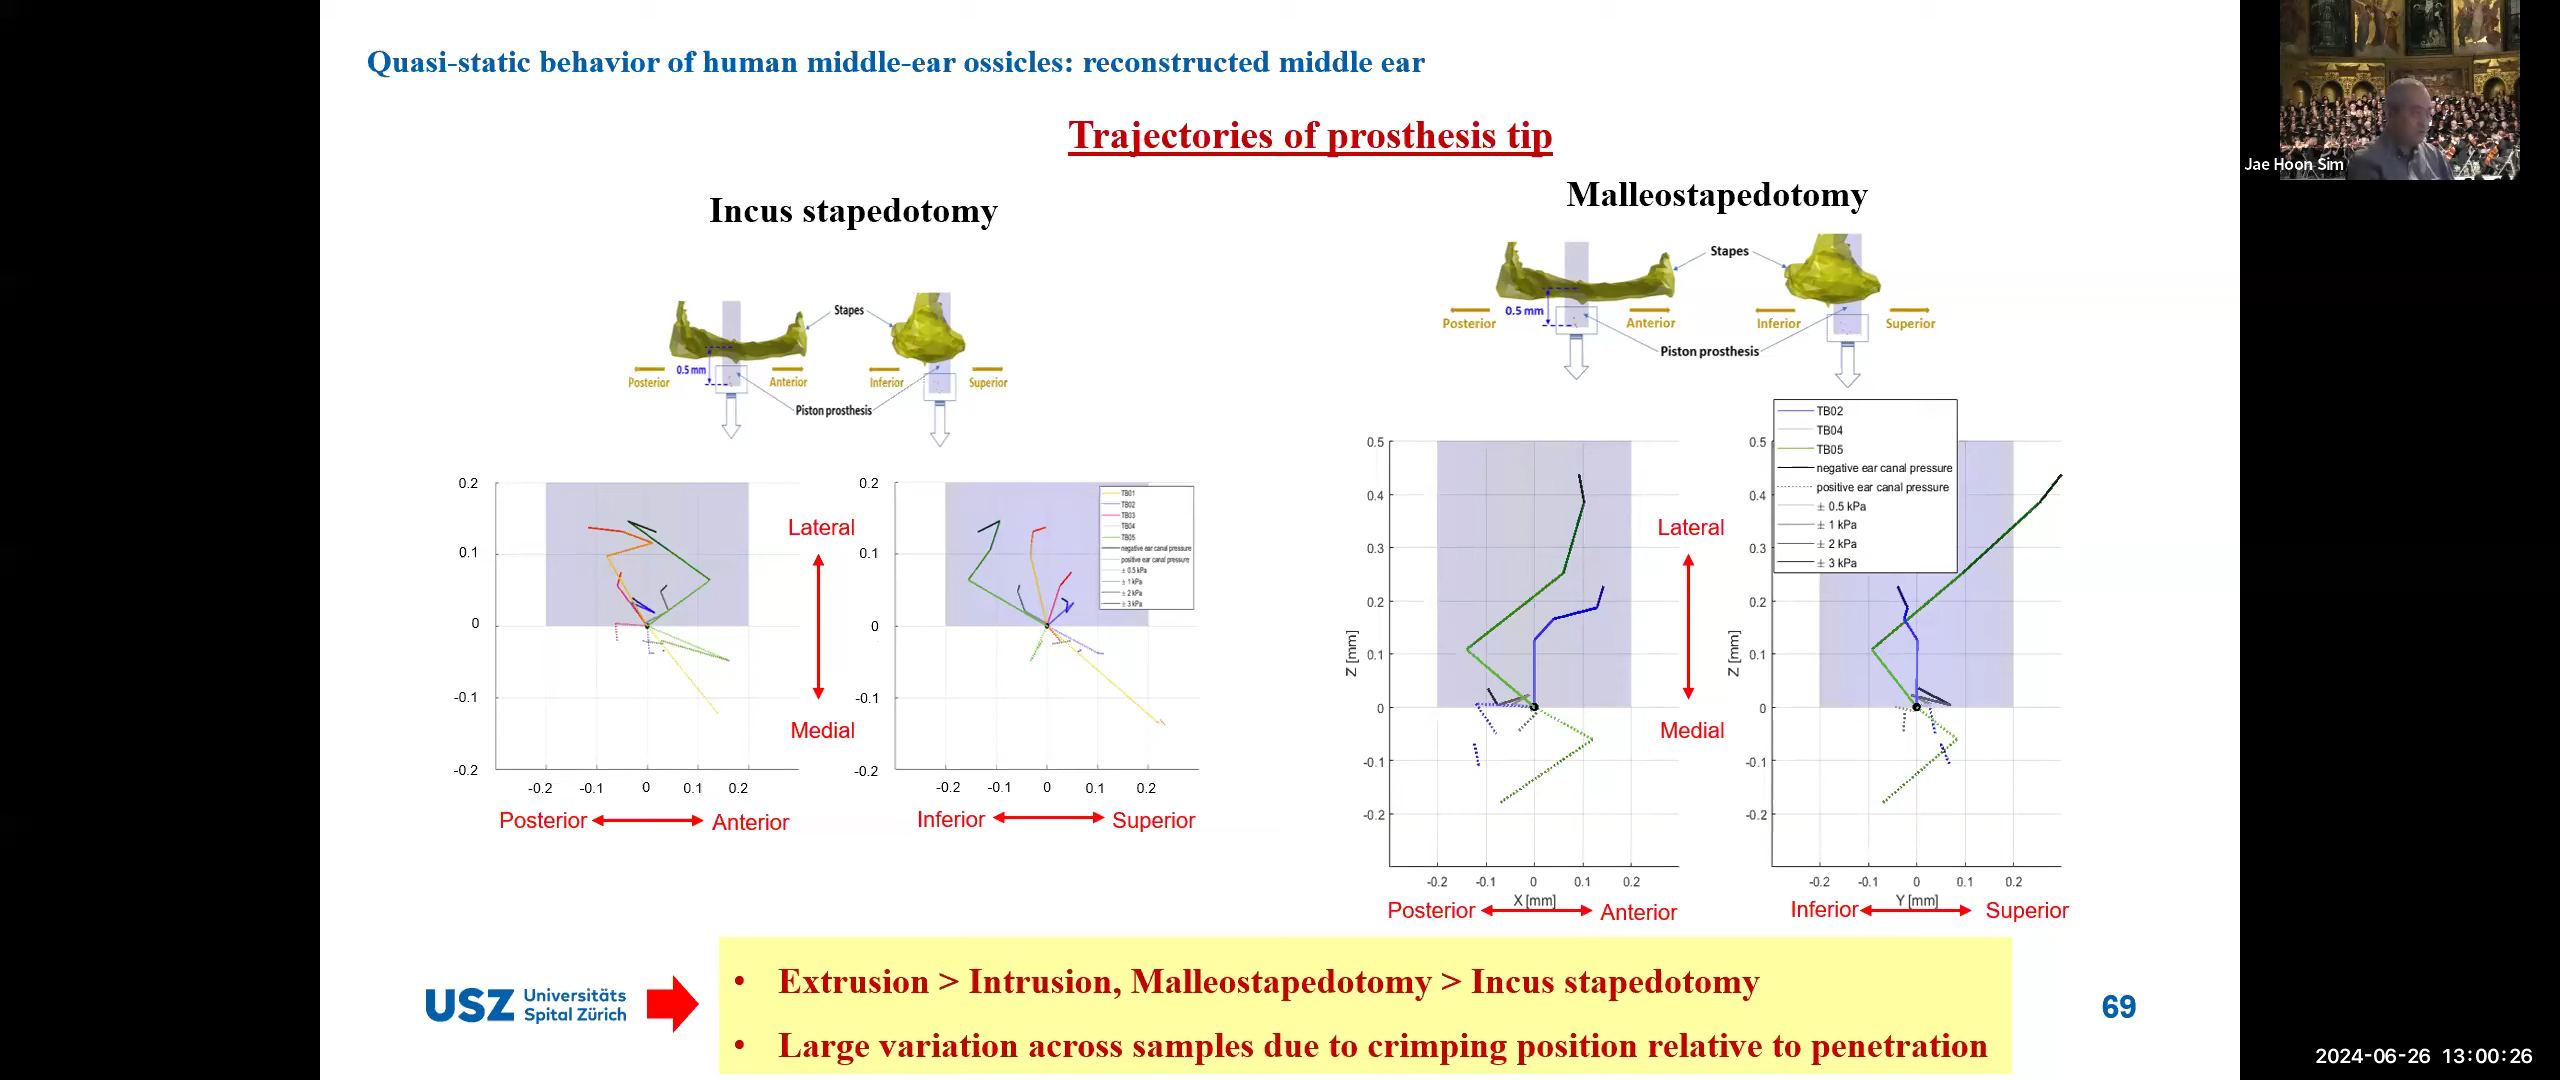 Quasi-static behavior of human middle-ear ossicles: reconstructed middle ear
Jae Hoon Sim
Trajectories of prosthesis tip
Incus stapedotomy
Stapes
0.5 mm
Posterior
Anterior
Inferior
Superior
Piston prosthesis
0.2
0.1
0
-0.1
-0.2
-0.2 -0.1 0 0.1 0.2
Posterior
Anterior
Lateral
Medial
0.2
0.1
0
-0.1
-0.2
-0.2 -0.1 0 0.1 0.2
Inferior
Superior
TB01
TB02
TB03
TB04
TB05
negative ear canal pressure
positive ear canal pressure
± 0.5 kPa
± 1 kPa
± 2 kPa
± 3 kPa
Malleostapedotomy
Stapes
0.5 mm
Posterior
Anterior
Inferior
Superior
Piston prosthesis
0.5
0.4
0.3
0.2
0.1
0
-0.1
-0.2
Z [mm]
-0.2 -0.1 0 0.1 0.2
X [mm]
Posterior
Anterior
Lateral
Medial
TB02
TB04
TB05
negative ear canal pressure
positive ear canal pressure
± 0.5 kPa
± 1 kPa
± 2 kPa
± 3 kPa
0.5
0.4
0.3
0.2
0.1
0
-0.1
-0.2
Z [mm]
-0.2 -0.1 0 0.1 0.2
Y [mm]
Inferior
Superior
• Extrusion > Intrusion, Malleostapedotomy > Incus stapedotomy
• Large variation across samples due to crimping position relative to penetration
USZ Universitäts
Spital Zürich
69
2024-06-26 13:00:26